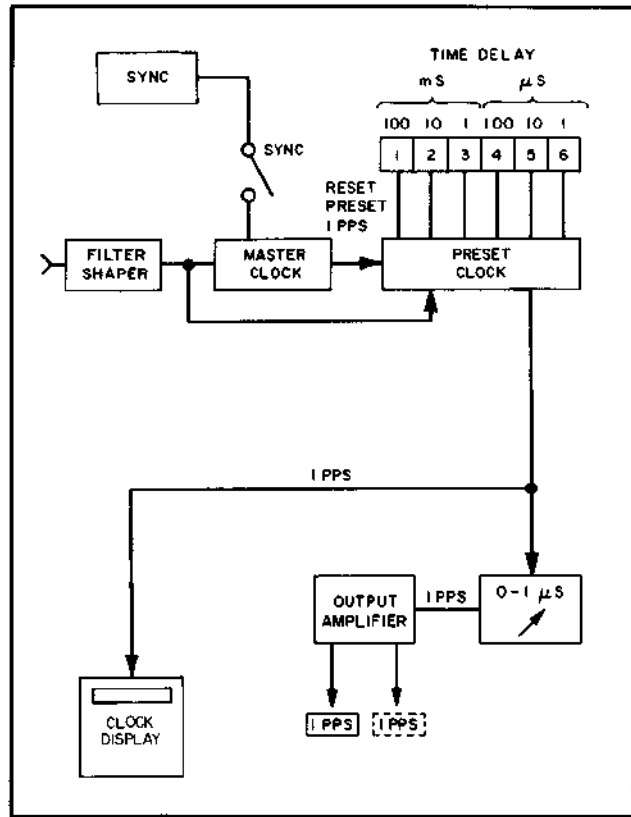 TIME DELAY
mS μS
SYNC
100 10 1 100 10 1
1 2 3 4 5 6
SYNC
RESET
PRESET
1 PPS
FILTER
SHAPER
MASTER
CLOCK
PRESET
CLOCK
1 PPS
0-1 μS
1 PPS
OUTPUT
AMPLIFIER
1 PPS 1 PPS
CLOCK
DISPLAY